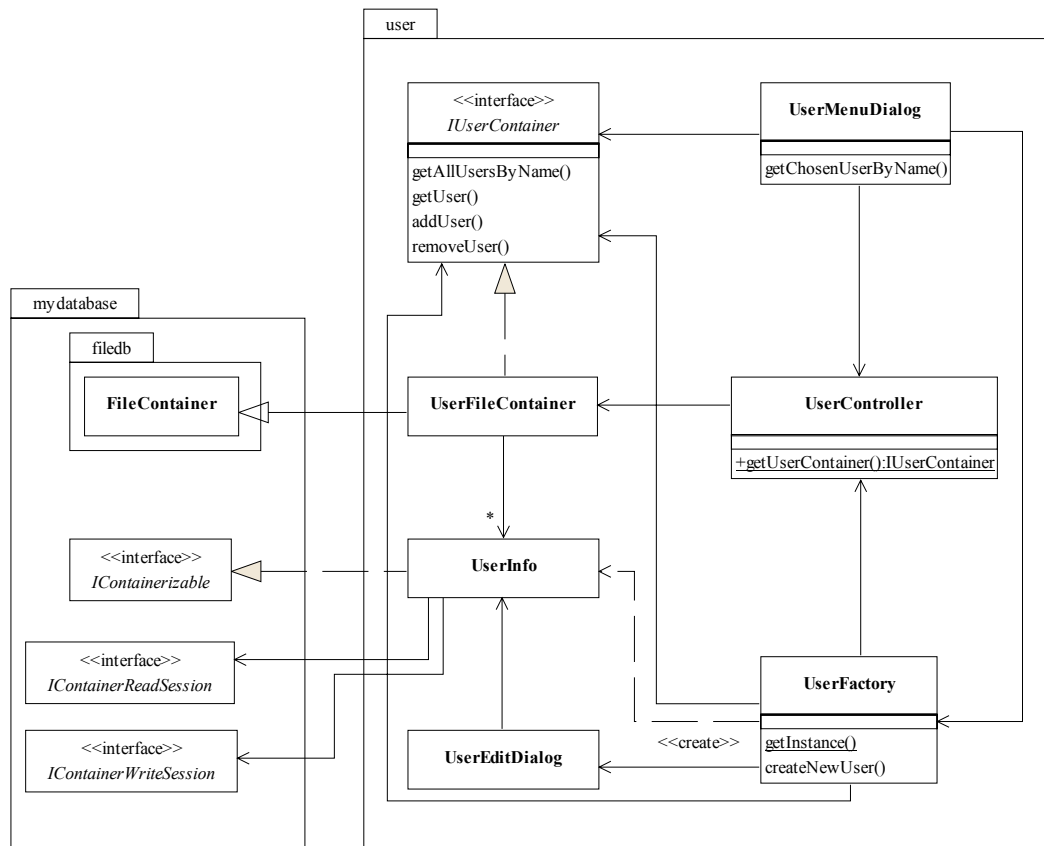 user
<<interface>>
IUserContainer
getAllUsersByName()
getUser()
addUser()
removeUser()
UserMenuDialog
getChosenUserByName()
mydatabase
filedb
FileContainer
UserFileContainer
UserController
+getUserContainer():IUserContainer
*
<<interface>>
IContainerizable
UserInfo
<<interface>>
IContainerReadSession
UserFactory
getInstance()
createNewUser()
<<create>>
<<interface>>
IContainerWriteSession
UserEditDialog